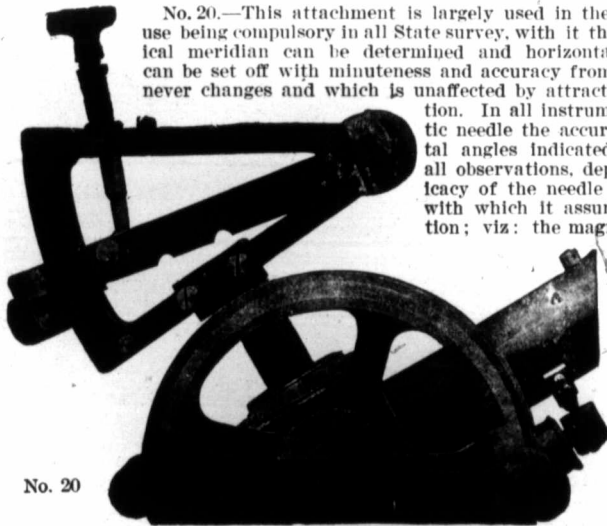 No. 20.—This attachment is largely used in the
use being compulsory in all State survey, with it th
ical meridian can be determined and horizonta
can be set off with minuteness and accuracy from
never changes and which is unaffected by attract
tion. In all instrum
tic needle the accur
tal angles indicated
all observations, dep
icacy of the needle
with which it assum
tion; viz: the magn
No. 20